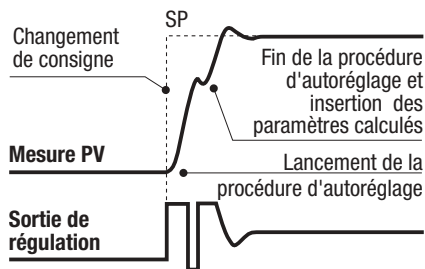 SP
Changement
de consigne
Fin de la procédure
d'autoréglage et
insertion des
paramètres calculés
Mesure PV
Lancement de la
procédure d'autoréglage
Sortie de
régulation